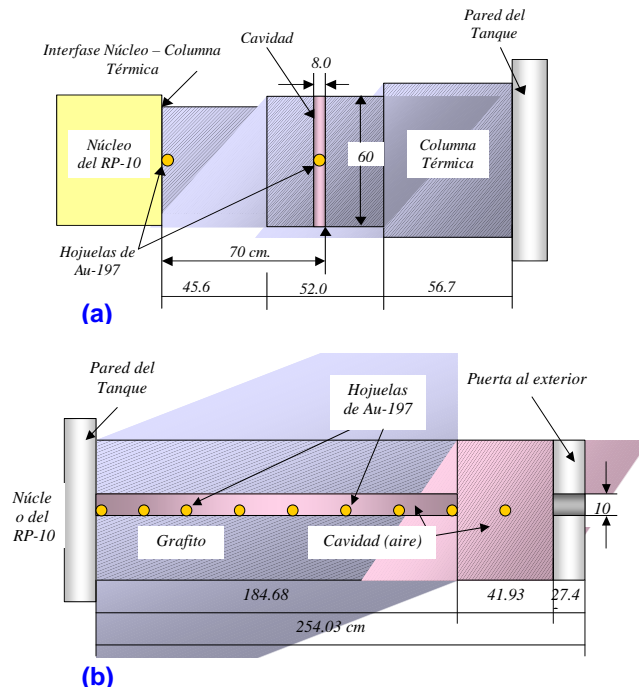 Pared del
Tanque
Interfase Núcleo – Columna
Térmica
Cavidad
8.0
Núcleo
del RP-10
60
Columna
Térmica
Hojuelas de
Au-197
70 cm.
45.6
52.0
56.7
(a)
Pared del
Tanque
Hojuelas
de Au-197
Puerta al exterior
Núcle
o del
RP-10
Grafito
Cavidad (aire)
10
184.68
41.93
27.4
254.03 cm
(b)